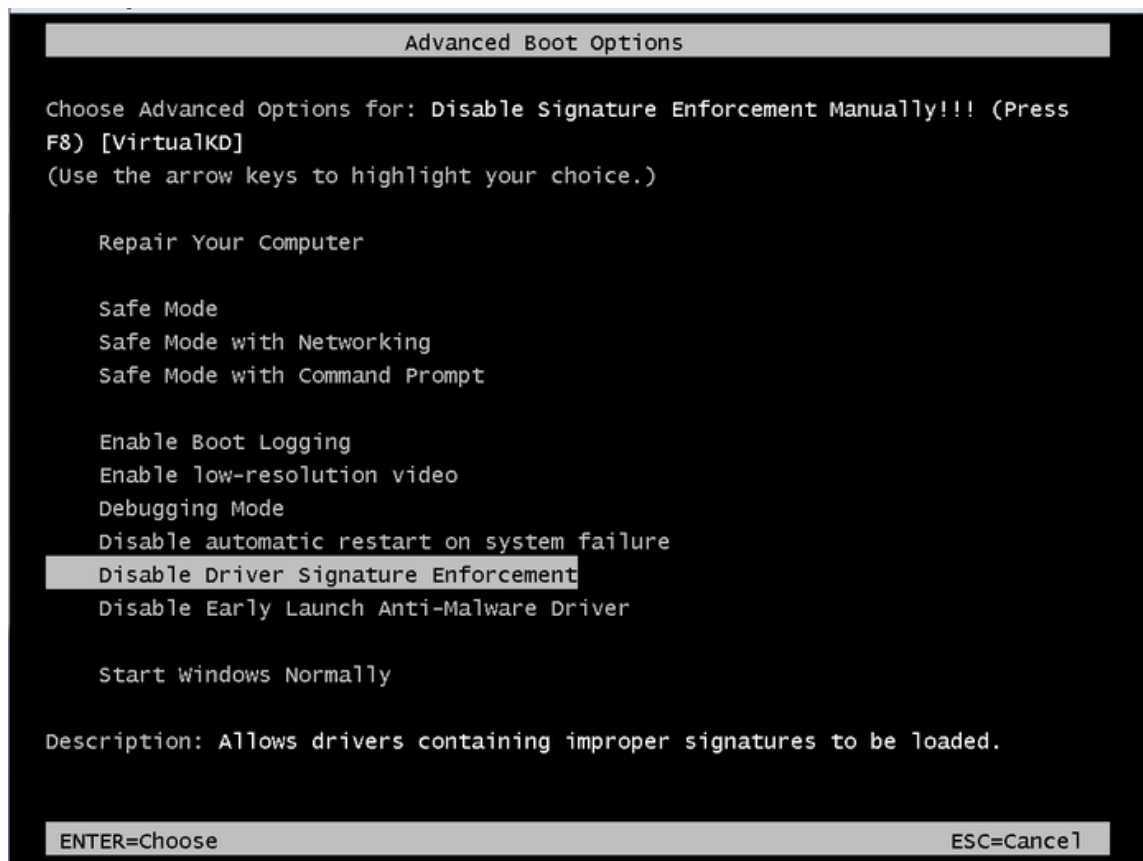 Advanced Boot Options
Choose Advanced Options for: Disable Signature Enforcement Manually!!! (Press
F8) [VirtualKD]
(Use the arrow keys to highlight your choice.)
Repair Your Computer
Safe Mode
Safe Mode with Networking
Safe Mode with Command Prompt
Enable Boot Logging
Enable low-resolution video
Debugging Mode
Disable automatic restart on system failure
Disable Driver Signature Enforcement
Disable Early Launch Anti-Malware Driver
Start Windows Normally
Description: Allows drivers containing improper signatures to be loaded.
ENTER=Choose ESC=Cancel